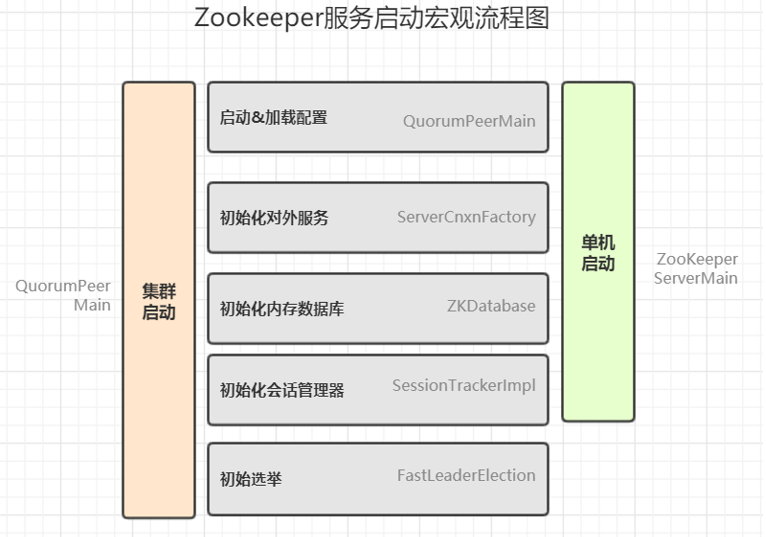 Zookeeper服务启动宏观流程图
启动&加载配置
QuorumPeerMain
初始化对外服务
ServerCnxnFactory
QuorumPeer
Main
集群
启动
初始化内存数据库
ZKDatabase
单机
启动
ZooKeeper
ServerMain
初始化会话管理器
SessionTrackerImpl
初始选举
FastLeaderElection